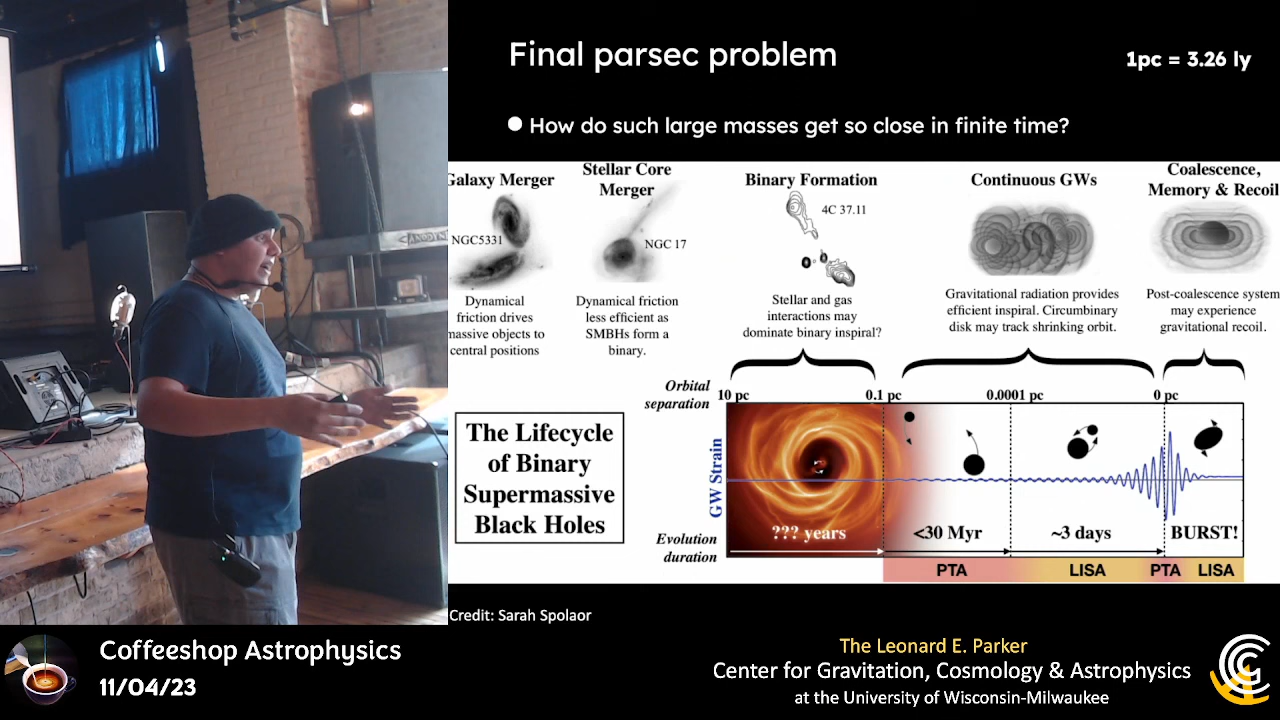 Final parsec problem
1pc = 3.26 ly
How do such large masses get so close in finite time?
Galaxy Merger
Stellar Core
Merger
Binary Formation
Continuous GWs
Coalescence,
Memory & Recoil
NGC5331
NGC 17
4C 37.11
Dynamical
friction drives
massive objects to
central positions
Dynamical friction
less efficient as
SMBHs form a
binary.
Stellar and gas
interactions may
dominate binary inspiral?
Gravitational radiation provides
efficient inspiral. Circumbinary
disk may track shrinking orbit.
Post-coalescence system
may experience
gravitational recoil.
Orbital
separation
10 pc
0.1 pc
0.0001 pc
0 pc
The Lifecycle
of Binary
Supermassive
Black Holes
GW Strain
Evolution
duration
??? years
<30 Myr
~3 days
BURST!
PTA
LISA
PTA
LISA
Credit: Sarah Spolaor
Coffeeshop Astrophysics
11/04/23
The Leonard E. Parker
Center for Gravitation, Cosmology & Astrophysics
at the University of Wisconsin-Milwaukee